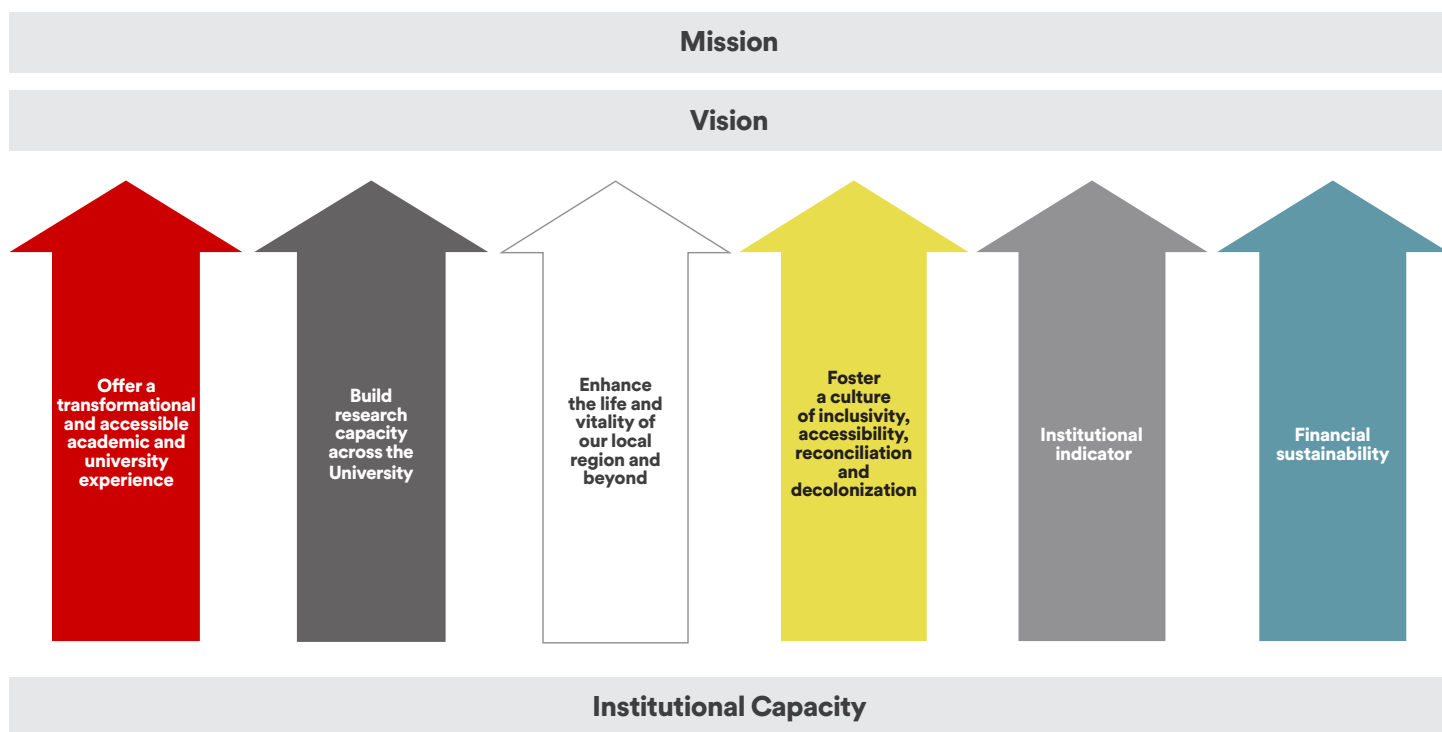 Mission
Vision
Offer a
transformational
and accessible
academic and
university
experience
Build
research
capacity
across the
University
Enhance
the life and
vitality of
our local
region and
beyond
Foster
a culture
of inclusivity,
accessibility,
reconciliation
and
decolonization
Institutional
indicator
Financial
sustainability
Institutional Capacity